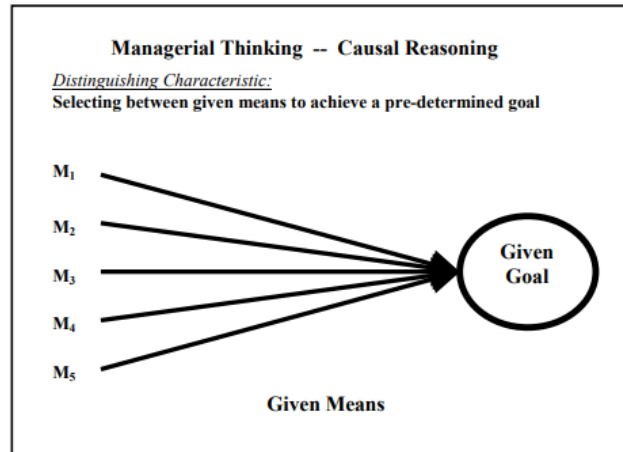 Managerial Thinking -- Causal Reasoning
Distinguishing Characteristic:
Selecting between given means to achieve a pre-determined goal
M₁
M₂
M₃
M₄
M₅
Given
Goal
Given Means